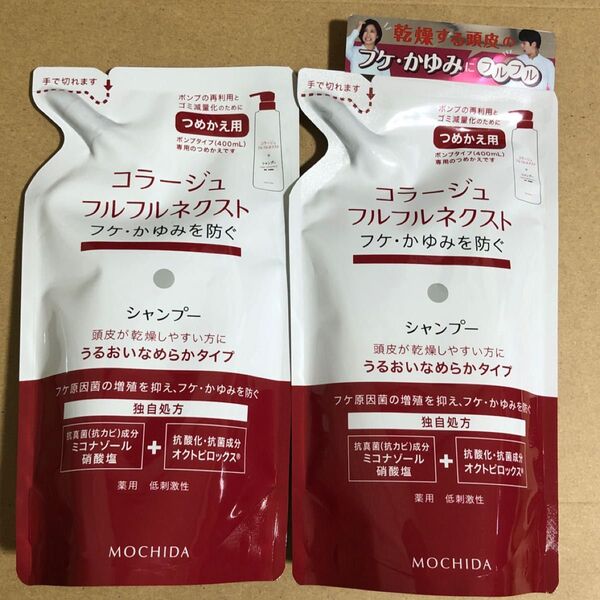 手で切れます
ポンプの再利用と
ゴミ減量化のために
つめかえ用
ポンプタイプ(400mL)
専用のつめかえです
コラージュ
フルフルネクスト
フケ・かゆみを防ぐ
シャンプー
頭皮が乾燥しやすい方に
うるおいなめらかタイプ
フケ原因菌の増殖を抑え、フケ・かゆみを防ぐ
独自処方
抗真菌(抗カビ)成分
ミコナゾール
硝酸塩
+
抗酸化・抗菌成分
オクトピロックス®
薬用 低刺激性
MOCHIDA
乾燥する頭皮の
フケ・かゆみにフルフル
手で切れます
ポンプの再利用と
ゴミ減量化のために
つめかえ用
ポンプタイプ(400mL)
専用のつめかえです
コラージュ
フルフルネクスト
フケ・かゆみを防ぐ
シャンプー
頭皮が乾燥しやすい方に
うるおいなめらかタイプ
フケ原因菌の増殖を抑え、フケ・かゆみを防ぐ
独自処方
抗真菌(抗カビ)成分
ミコナゾール
硝酸塩
+
抗酸化・抗菌成分
オクトピロックス®
薬用 低刺激性
MOCHIDA